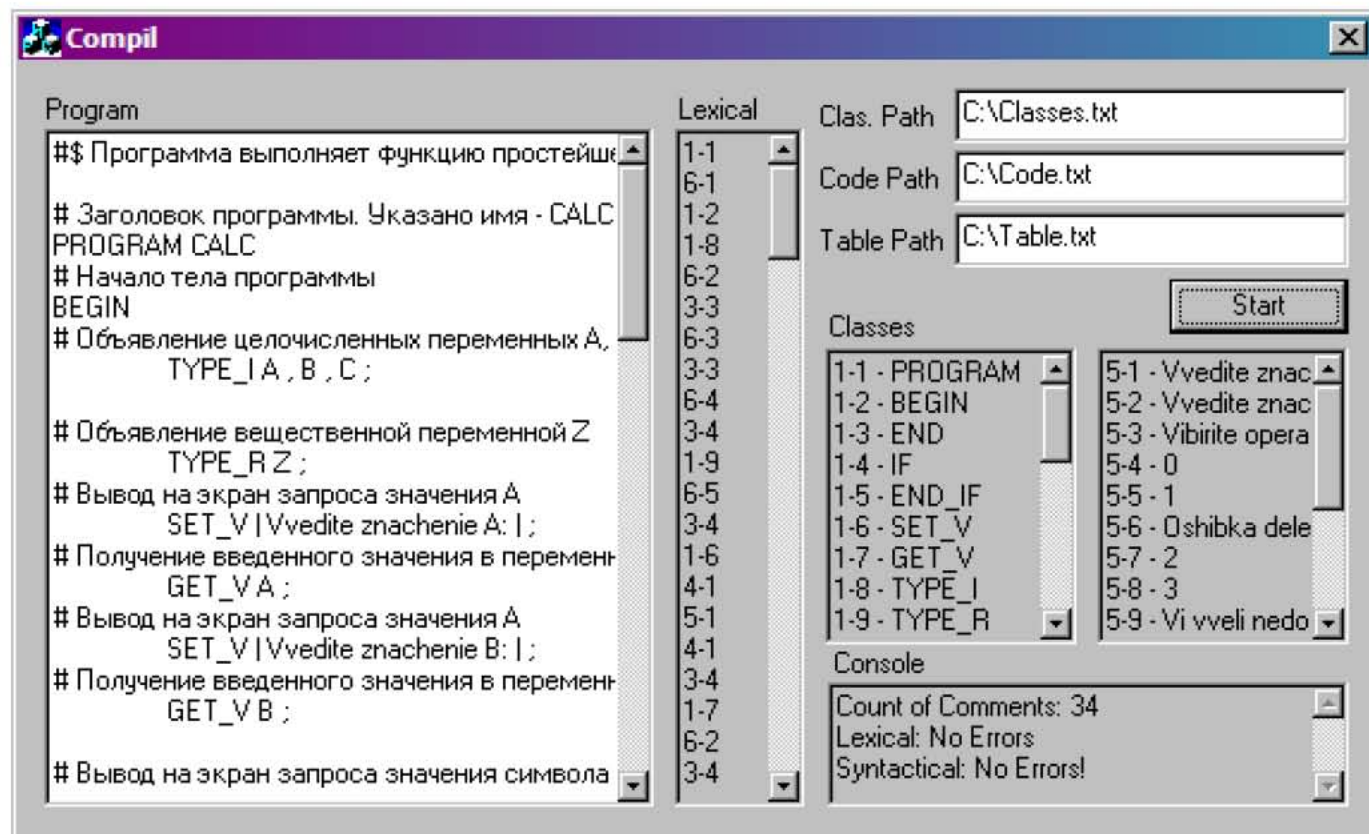 Compil
Program
#$ Программа выполняет функцию
# Заголовок программы. Указано имя - CALC
PROGRAM CALC
# Начало тела программы
BEGIN
# Объявление целочисленных переменных A,
TYPE_I A , B , C ;
# Объявление вещественной переменной Z
TYPE_R Z ;
# Вывод на экран запроса значения A
SET_V | Vvedite znachenie A: | ;
# Получение введенного значения в
GET_V A ;
# Вывод на экран запроса значения A
SET_V | Vvedite znachenie B: | ;
# Получение введенного значения в
GET_V B ;
# Вывод на экран запроса значения символа
Lexical
1-1
6-1
1-2
1-8
6-2
3-3
6-3
3-3
6-4
3-4
1-9
6-5
3-4
1-6
4-1
5-1
4-1
3-4
1-7
6-2
3-4
Clas. Path
C:\Classes.txt
Code Path
C:\Code.txt
Table Path
C:\Table.txt
Start
Classes
1-1 - PROGRAM
1-2 - BEGIN
1-3 - END
1-4 - IF
1-5 - END_IF
1-6 - SET_V
1-7 - GET_V
1-8 - TYPE_I
1-9 - TYPE_R
5-1 - Vvedite znac
5-2 - Vvedite znac
5-3 - Vibirite opera
5-4 - 0
5-5 - 1
5-6 - Oshibka dele
5-7 - 2
5-8 - 3
5-9 - Vi vveli nedo
Console
Count of Comments: 34
Lexical: No Errors
Syntactical: No Errors!